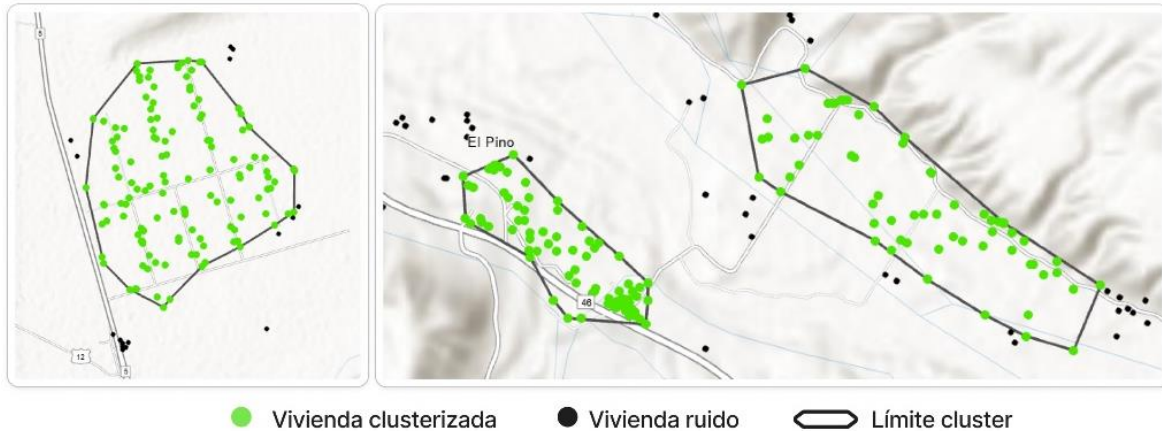 5
12
5
El Pino
46
Vivienda clusterizada
Vivienda ruido
Límite cluster